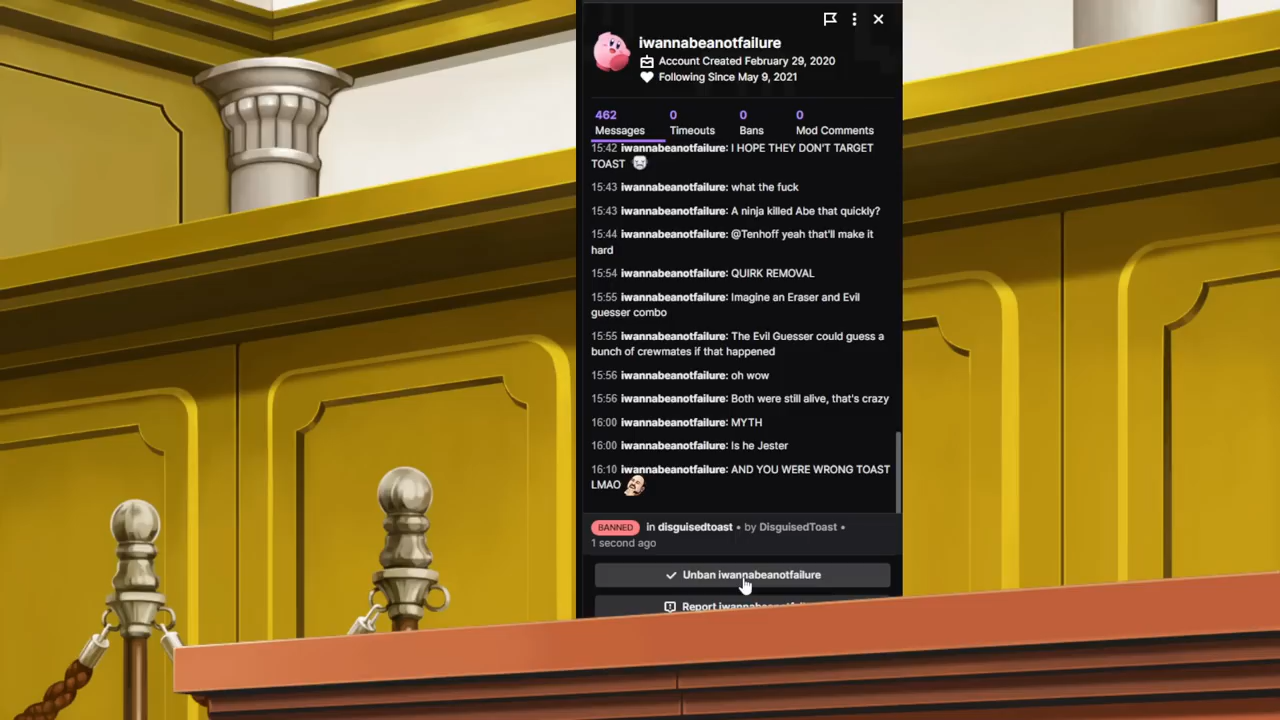 iwannabeanotfailure
Account Created February 29, 2020
Following Since May 9, 2021
462 0 0 0
Messages Timeouts Bans Mod Comments
15:42 iwannabeanotfailure: I HOPE THEY DON'T TARGET
TOAST
15:43 iwannabeanotfailure: what the fuck
15:43 iwannabeanotfailure: A ninja killed Abe that quickly?
15:44 iwannabeanotfailure: @Tenhoff yeah that'll make it
hard
15:54 iwannabeanotfailure: QUIRK REMOVAL
15:55 iwannabeanotfailure: Imagine an Eraser and Evil
guesser combo
15:55 iwannabeanotfailure: The Evil Guesser could guess a
bunch of crewmates if that happened
15:56 iwannabeanotfailure: oh wow
15:56 iwannabeanotfailure: Both were still alive, that's crazy
16:00 iwannabeanotfailure: MYTH
16:00 iwannabeanotfailure: Is he Jester
16:10 iwannabeanotfailure: AND YOU WERE WRONG TOAST
LMAO
BANNED in disguisedtoast • by DisguisedToast •
1 second ago
Unban iwannabeanotfailure
Report iwannabeanotfailure